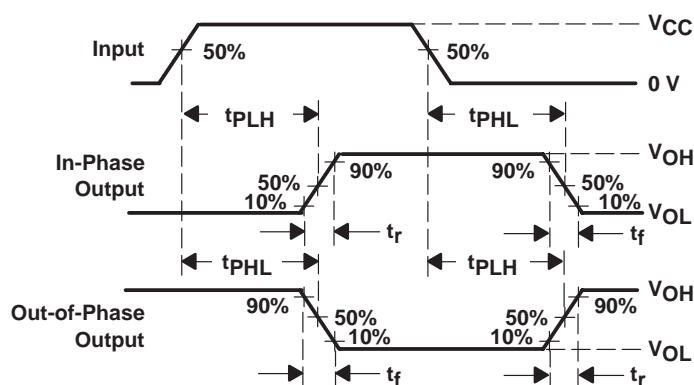 VCC
Input
50%
50%
0 V
tPLH
tPHL
In-Phase
Output
VOH
90%
90%
50%
50%
10%
10%
VOL
tr
tf
tPHL
tPLH
Out-of-Phase
Output
VOH
90%
90%
50%
50%
10%
10%
VOL
tf
tr